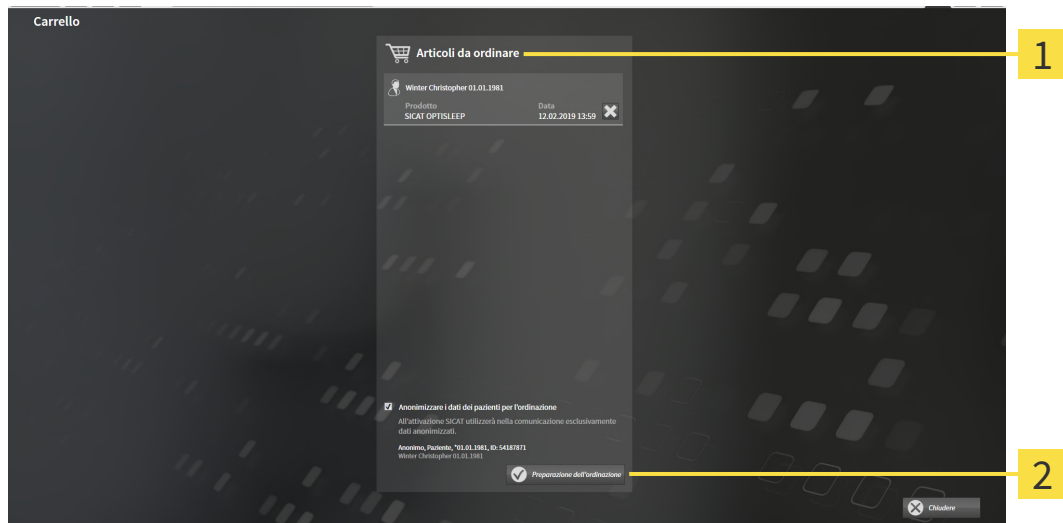 Carrello
Articoli da ordinare
1
Winter Christopher 01.01.1981
Prodotto Data
SICAT OPTISLEEP 12.02.2019 13:59
Anonimizzare i dati dei pazienti per l'ordinazione
All'attivazione SICAT utilizzerà nella comunicazione esclusivamente
dati anonimizzati.
Anonimo, Paziente, *01.01.1981, ID: 54187871
Winter Christopher 01.01.1981
Preparazione dell'ordinazione
2
Chiudere